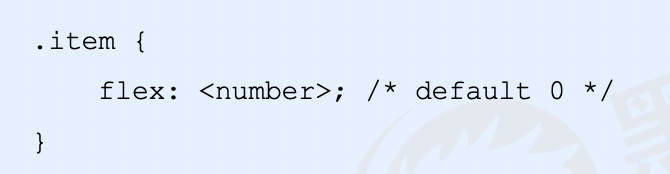 .item {
    flex: <number>; /* default 0 */
}